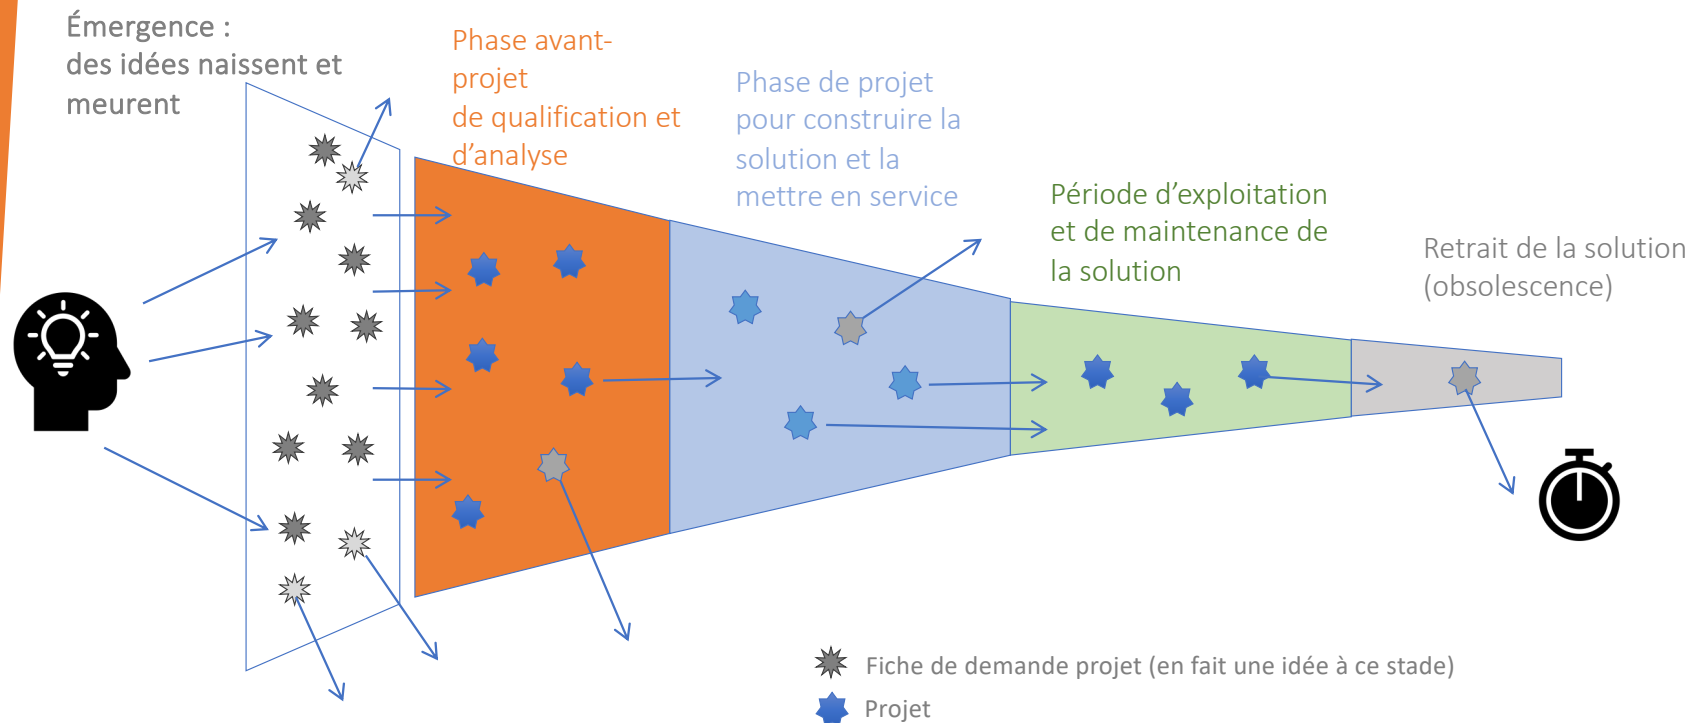 Émergence :
des idées naissent et
meurent
Phase avant-
projet
de qualification et
d’analyse
Phase de projet
pour construire la
solution et la
mettre en service
Période d’exploitation
et de maintenance de
la solution
Retrait de la solution
(obsolescence)
Fiche de demande projet (en fait une idée à ce stade)
Projet